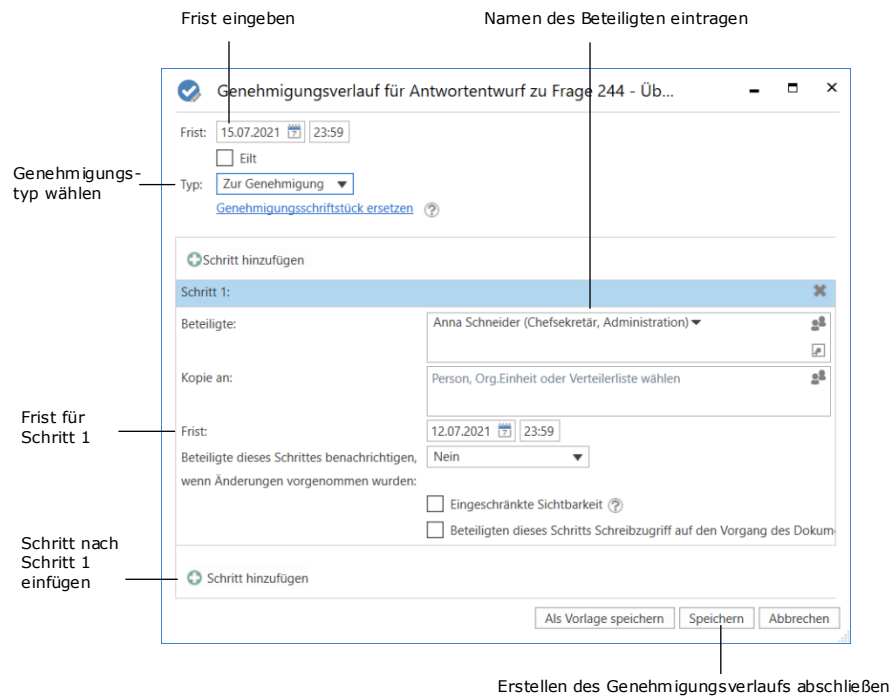 Frist eingeben
Namen des Beteiligten eintragen
Genehmigungsverlauf für Antwortentwurf zu Frage 244 - Üb...
Frist: 15.07.2021 23:59
Eilt
Genehmigungs-
typ wählen
Typ: Zur Genehmigung
Genehmigungsschriftstück ersetzen ?
Schritt hinzufügen
Schritt 1:
Beteiligte: Anna Schneider (Chefsekretär, Administration)
Kopie an: Person, Org.Einheit oder Verteilerliste wählen
Frist für
Schritt 1
Frist: 12.07.2021 23:59
Beteiligte dieses Schrittes benachrichtigen, Nein
wenn Änderungen vorgenommen wurden:
Eingeschränkte Sichtbarkeit ?
Beteiligten dieses Schritts Schreibzugriff auf den Vorgang des Dokum
Schritt nach
Schritt 1
einfügen
Schritt hinzufügen
Als Vorlage speichern Speichern Abbrechen
Erstellen des Genehmigungsverlaufs abschließen